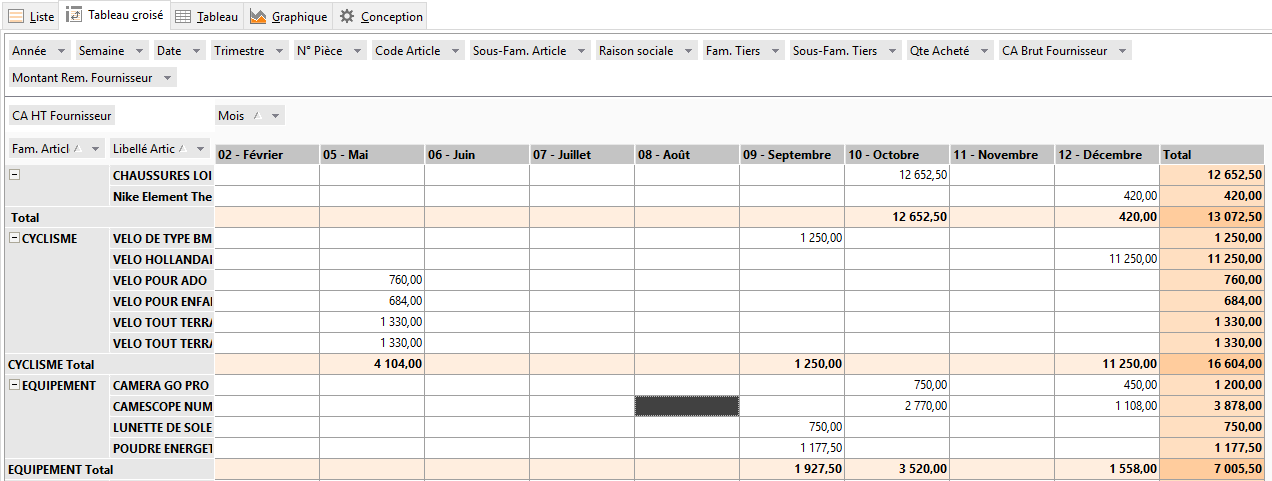 Liste Tableau croisé Tableau Graphique Conception
Année Semaine Date Trimestre N° Pièce Code Article Sous-Fam. Article Raison sociale Fam. Tiers Sous-Fam. Tiers Qte Acheté CA Brut Fournisseur
Montant Rem. Fournisseur
CA HT Fournisseur Mois
Fam. Articl Libellé Artic 02 - Février 05 - Mai 06 - Juin 07 - Juillet 08 - Août 09 - Septembre 10 - Octobre 11 - Novembre 12 - Décembre Total
CHAUSSURES LOI 12 652,50 12 652,50
Nike Element The 420,00 420,00
Total 12 652,50 420,00 13 072,50
CYCLISME VELO DE TYPE BM 1 250,00 1 250,00
VELO HOLLANDAI 11 250,00 11 250,00
VELO POUR ADO 760,00 760,00
VELO POUR ENFAI 684,00 684,00
VELO TOUT TERRA 1 330,00 1 330,00
VELO TOUT TERRA 1 330,00 1 330,00
CYCLISME Total 4 104,00 1 250,00 11 250,00 16 604,00
EQUIPEMENT CAMERA GO PRO 750,00 450,00 1 200,00
CAMESCOPE NUM 2 770,00 1 108,00 3 878,00
LUNETTE DE SOLE 750,00 750,00
POUDRE ENERGET 1 177,50 1 177,50
EQUIPEMENT Total 1 927,50 3 520,00 1 558,00 7 005,50